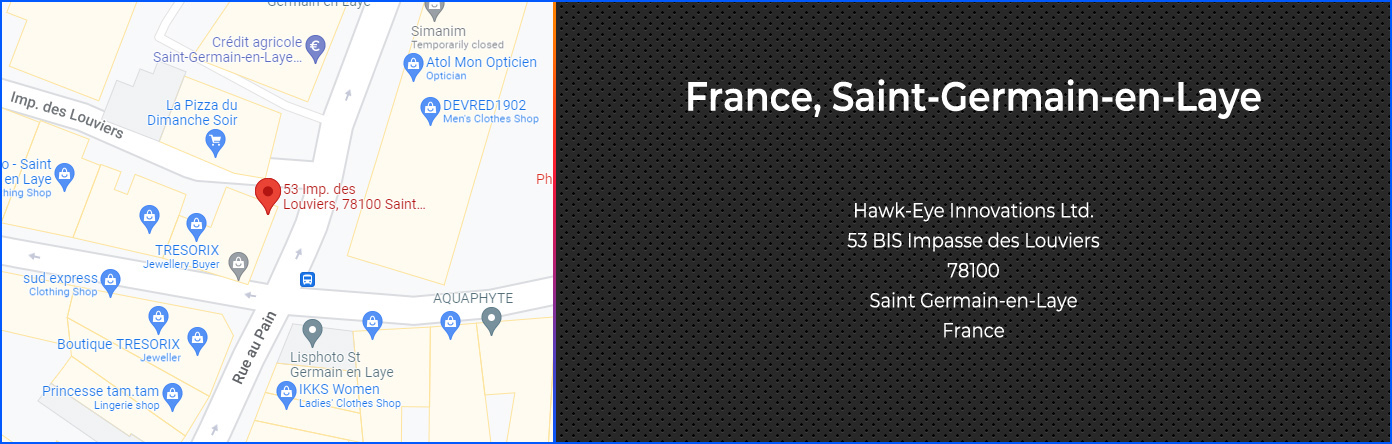 Germain en Laye
Simanim
Temporarily closed
Crédit agricole
Saint-Germain-en-Laye...
€
Atol Mon Opticien
Optician
Imp. des Louviers
La Pizza du
Dimanche Soir
DEVRED1902
Men's Clothes Shop
o - Saint
en Laye
hing Shop
53 Imp. des
Louviers, 78100 Saint...
Ph
TRESORIX
Jewellery Buyer
sud express
Clothing Shop
AQUAPHYTE
Boutique TRESORIX
Jeweller
Rue au Pain
Lisphoto St
Germain en Laye
Princesse tam.tam
Lingerie shop
IKKS Women
Ladies' Clothes Shop
France, Saint-Germain-en-Laye
Hawk-Eye Innovations Ltd.
53 BIS Impasse des Louviers
78100
Saint Germain-en-Laye
France